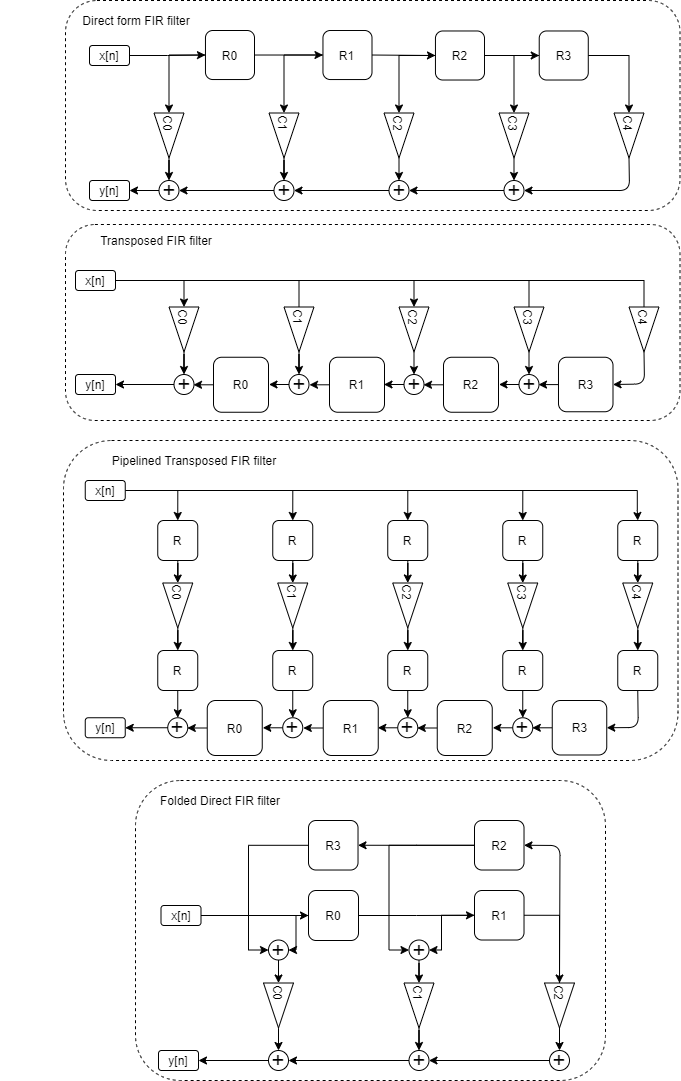 Direct form FIR filter
x[n] R0 R1 R2 R3
C0 C1 C2 C3 C4
y[n] + + + +
Transposed FIR filter
x[n]
C0 C1 C2 C3 C4
y[n] + R0 + R1 + R2 + R3
Pipelined Transposed FIR filter
x[n]
R R R R R
C0 C1 C2 C3 C4
R R R R R
y[n] + R0 + R1 + R2 + R3
Folded Direct FIR filter
R3 R2
x[n] R0 R1
+ +
C0 C1 C2
y[n] + + +